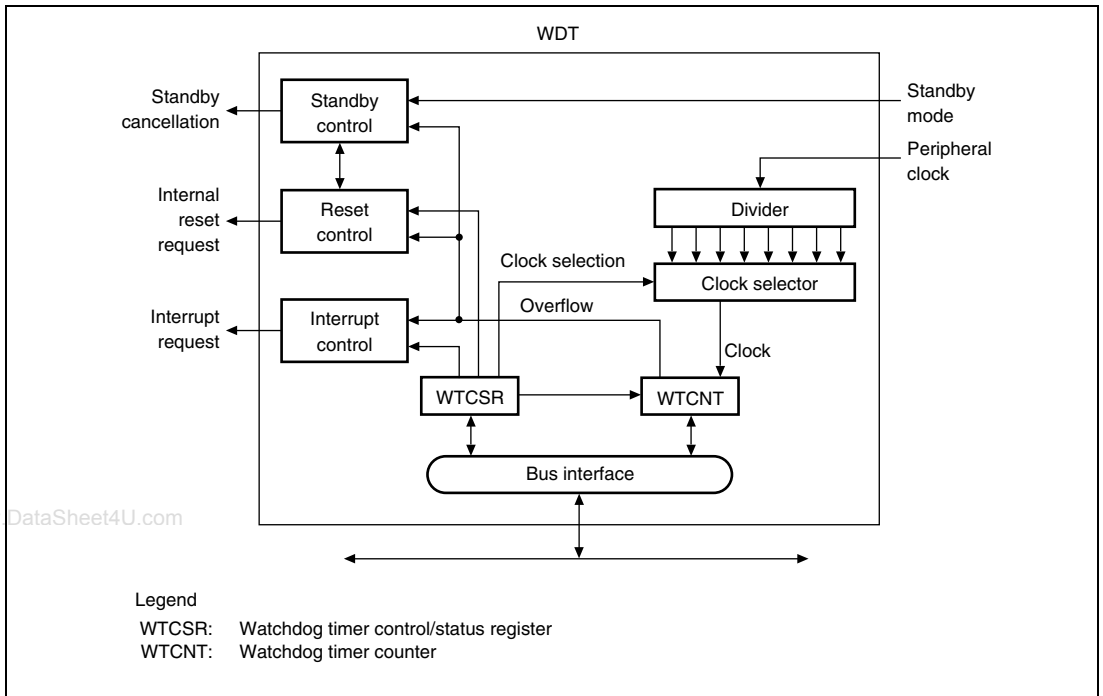 WDT
Standby
cancellation
Standby
control
Standby
mode
Peripheral
clock
Internal
reset
request
Reset
control
Divider
Clock selection
Clock selector
Overflow
Interrupt
request
Interrupt
control
Clock
WTCSR
WTCNT
Bus interface
.DataSheet4U.com
Legend
WTCSR: Watchdog timer control/status register
WTCNT: Watchdog timer counter